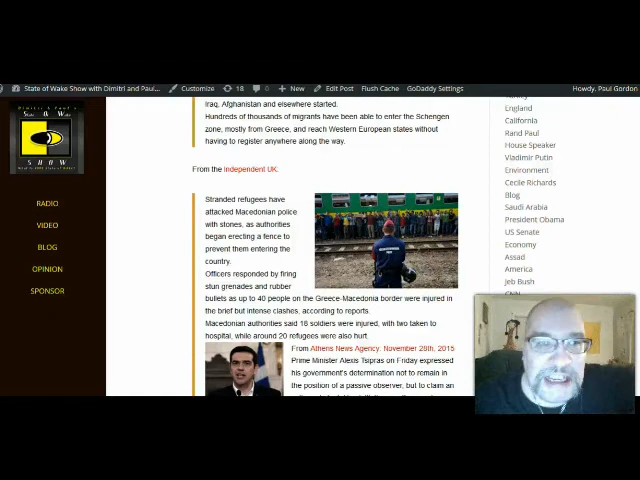 State of Wake Show with Dimitri and Paul...
Customize
18
0
New
Edit Post
Flush Cache
GoDaddy Settings
Howdy, Paul Gordon
Dimitri & Paul's
SHOW
RADIO
VIDEO
BLOG
OPINION
SPONSOR
Iraq, Afghanistan and elsewhere started.
Hundreds of thousands of migrants have been able to enter the Schengen
zone, mostly from Greece, and reach Western European states without
having to register anywhere along the way.
From the Independent UK:
Stranded refugees have
attacked Macedonian police
with stones, as authorities
began erecting a fence to
prevent them entering the
country.
Officers responded by firing
stun grenades and rubber
bullets as up to 40 people on the Greece-Macedonia border were injured in
the brief but intense clashes, according to reports.
Macedonian authorities said 18 soldiers were injured, with two taken to
hospital, while around 20 refugees were also hurt.
From Athens News Agency, November 28th, 2015
Prime Minister Alexis Tsipras on Friday expressed
his government's determination not to remain in
the position of a passive observer, but to claim an
England
California
Rand Paul
House Speaker
Vladimir Putin
Environment
Cecile Richards
Blog
Saudi Arabia
President Obama
US Senate
Economy
Assad
America
Jeb Bush
CNN